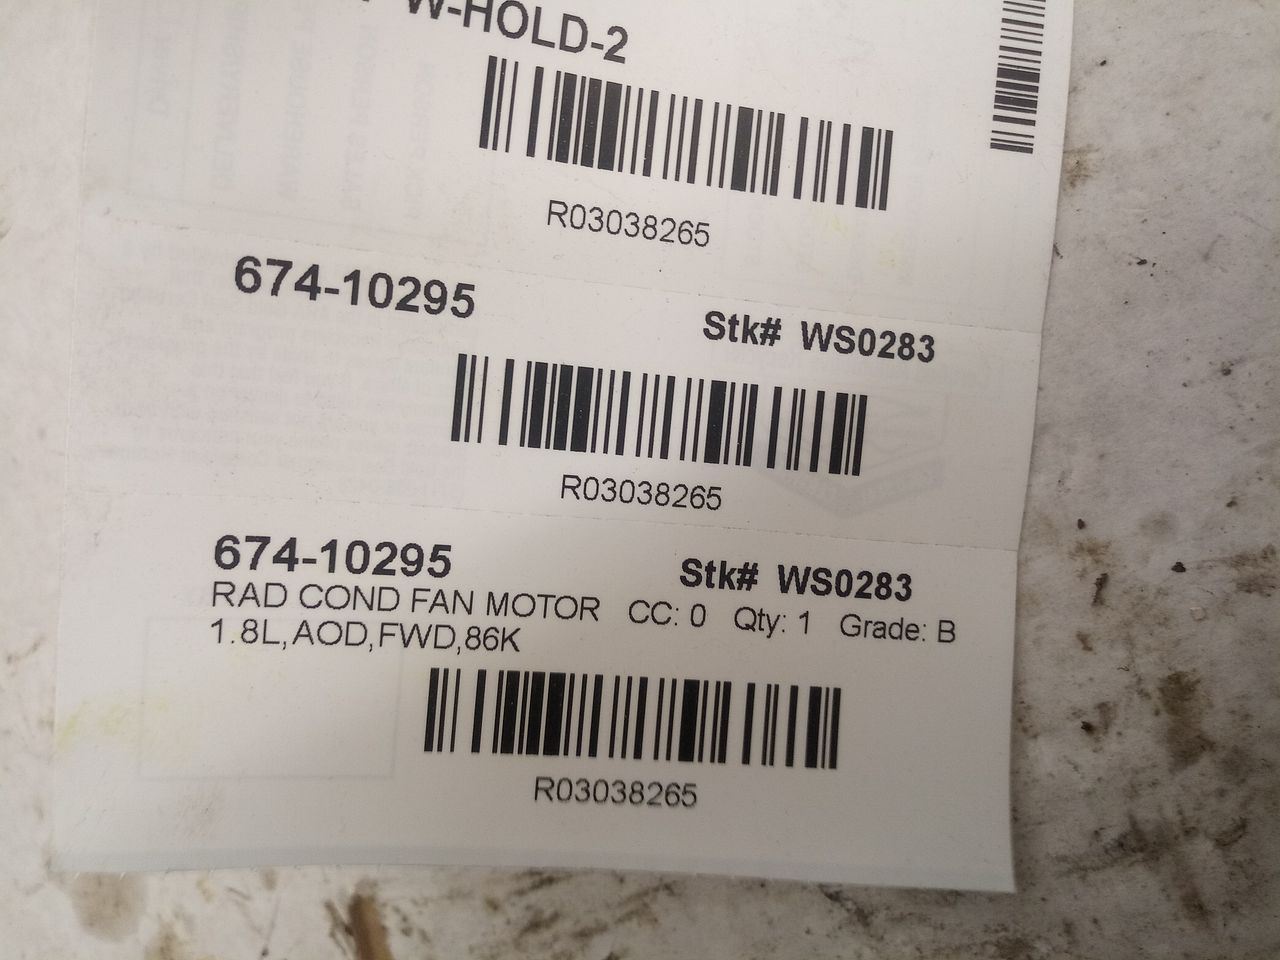 W-HOLD-2
R03038265
674-10295 Stk# WS0283
R03038265
674-10295 Stk# WS0283
RAD COND FAN MOTOR CC: 0 Qty: 1 Grade: B
1.8L,AOD,FWD,86K
R03038265